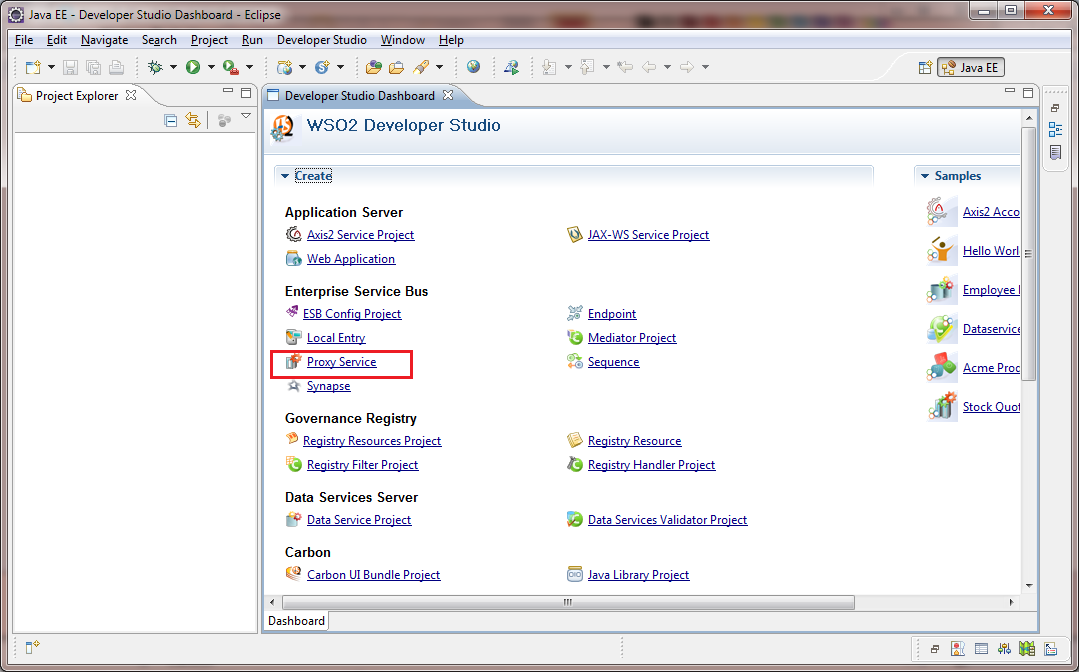 Java EE - Developer Studio Dashboard - Eclipse
File Edit Navigate Search Project Run Developer Studio Window Help
Java EE
Project Explorer
Developer Studio Dashboard
WSO2 Developer Studio
Create
Application Server
Axis2 Service Project
JAX-WS Service Project
Web Application
Enterprise Service Bus
ESB Config Project
Endpoint
Local Entry
Mediator Project
Proxy Service
Sequence
Synapse
Governance Registry
Registry Resources Project
Registry Resource
Registry Filter Project
Registry Handler Project
Data Services Server
Data Service Project
Data Services Validator Project
Carbon
Carbon UI Bundle Project
Java Library Project
Samples
Axis2 Acco
Hello Worl
Employee
Dataservice
Acme Proc
Stock Quot
Dashboard